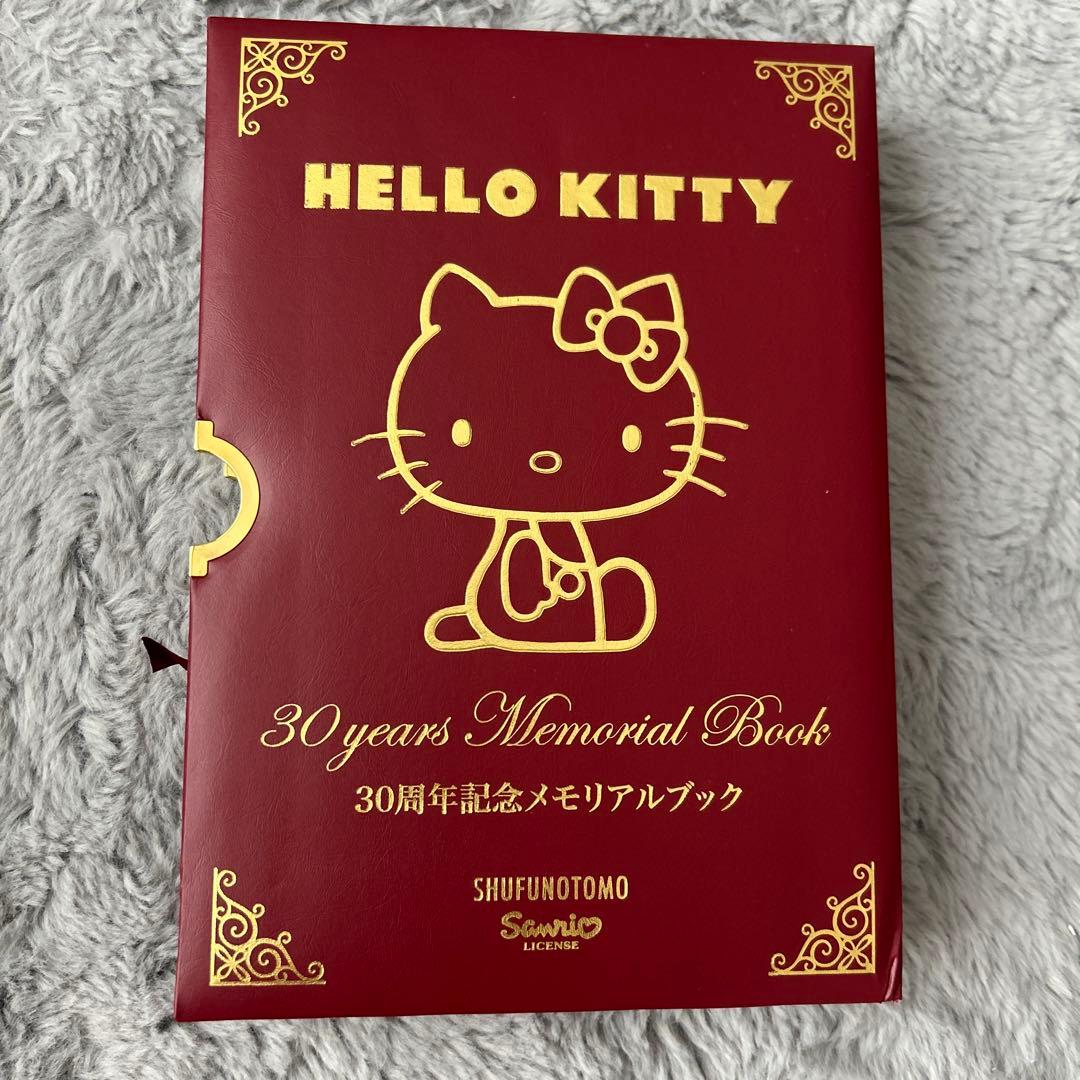 HELLO KITTY
30 years Memorial Book
30周年記念メモリアルブック
SHUFUNOTOMO
Sanrio
LICENSE